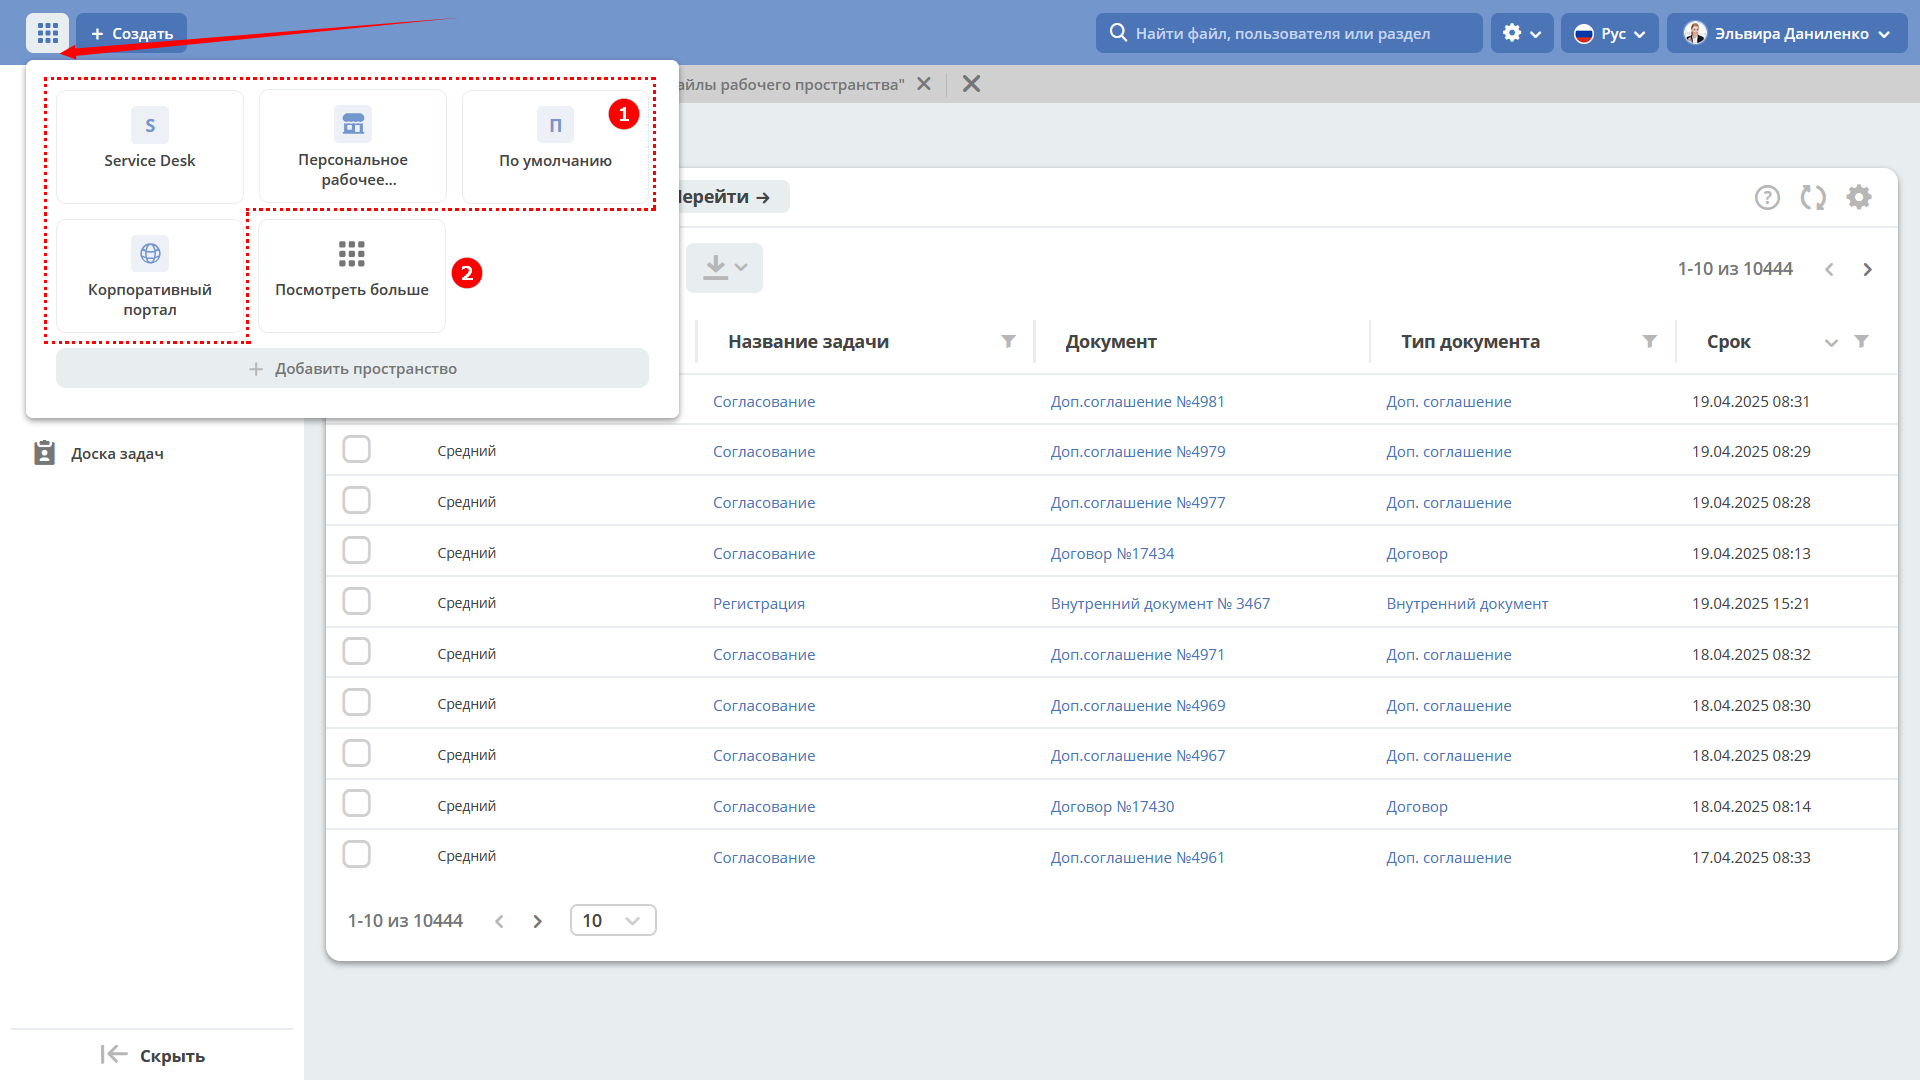 Создать
Найти файл, пользователя или раздел
Рус
Эльвира Даниленко
айлы рабочего пространства"
S
Service Desk
Персональное
рабочее...
П
По умолчанию
1
Корпоративный
портал
Посмотреть больше
2
Добавить пространство
Перейти →
1-10 из 10444
Название задачи Документ Тип документа Срок
Согласование Доп.соглашение №4981 Доп. соглашение 19.04.2025 08:31
Средний Согласование Доп.соглашение №4979 Доп. соглашение 19.04.2025 08:29
Средний Согласование Доп.соглашение №4977 Доп. соглашение 19.04.2025 08:28
Средний Согласование Договор №17434 Договор 19.04.2025 08:13
Средний Регистрация Внутренний документ № 3467 Внутренний документ 19.04.2025 15:21
Средний Согласование Доп.соглашение №4971 Доп. соглашение 18.04.2025 08:32
Средний Согласование Доп.соглашение №4969 Доп. соглашение 18.04.2025 08:30
Средний Согласование Доп.соглашение №4967 Доп. соглашение 18.04.2025 08:29
Средний Согласование Договор №17430 Договор 18.04.2025 08:14
Средний Согласование Доп.соглашение №4961 Доп. соглашение 17.04.2025 08:33
1-10 из 10444
10
Доска задач
Скрыть